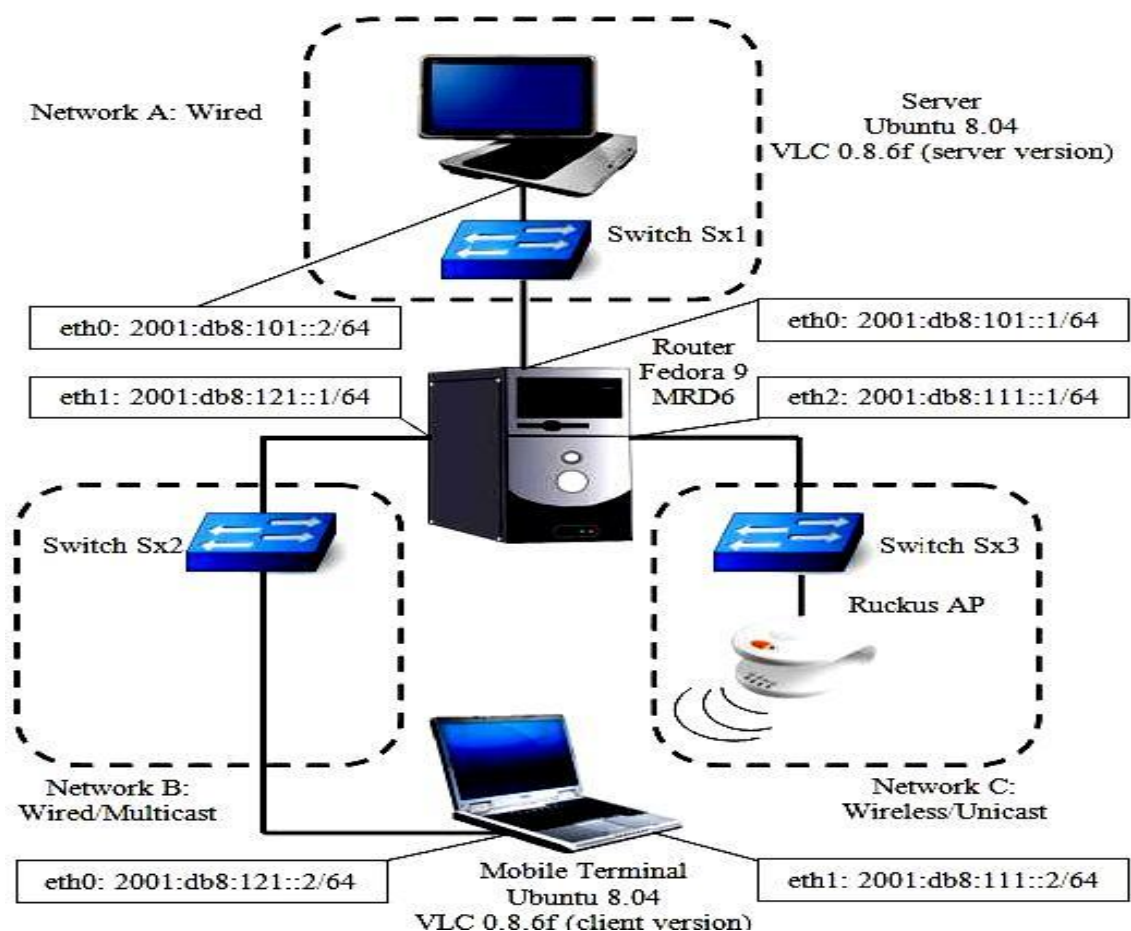 Network A: Wired
Server
Ubuntu 8.04
VLC 0.8.6f (server version)
Switch Sx1
eth0: 2001:db8:101::2/64
eth0: 2001:db8:101::1/64
Router
Fedora 9
MRD6
eth1: 2001:db8:121::1/64
eth2: 2001:db8:111::1/64
Switch Sx2
Switch Sx3
Ruckus AP
Network B:
Wired/Multicast
Network C:
Wireless/Unicast
eth0: 2001:db8:121::2/64
Mobile Terminal
Ubuntu 8.04
VLC 0.8.6f (client version)
eth1: 2001:db8:111::2/64